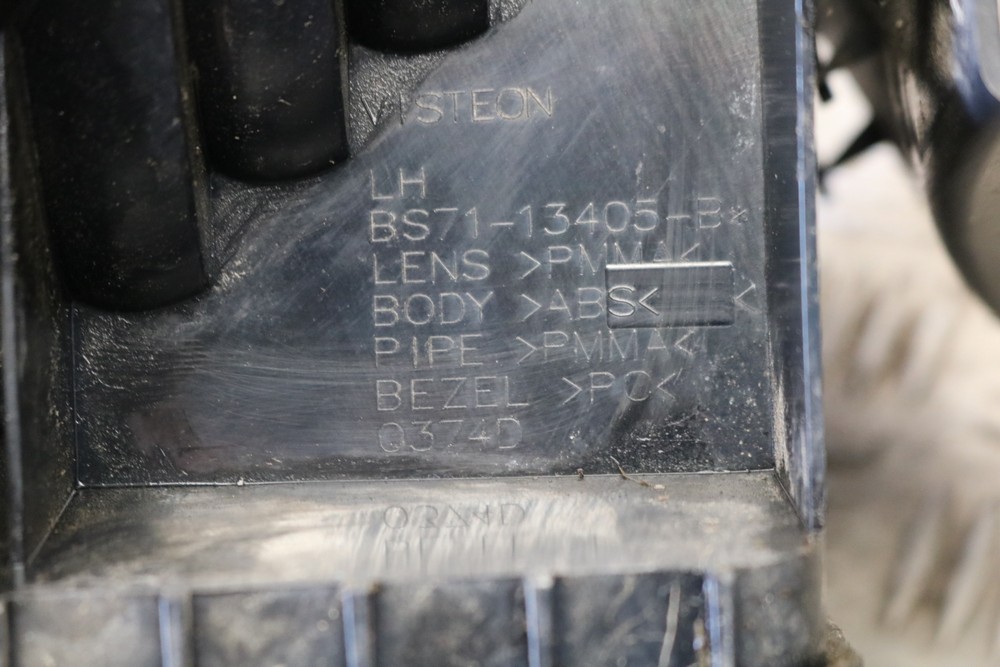 VISTEON
LH
BS71-13405-B*
LENS >PMMA<
BODY >ABS< <
PIPE >PMMA<
BEZEL >PC<
Q374D